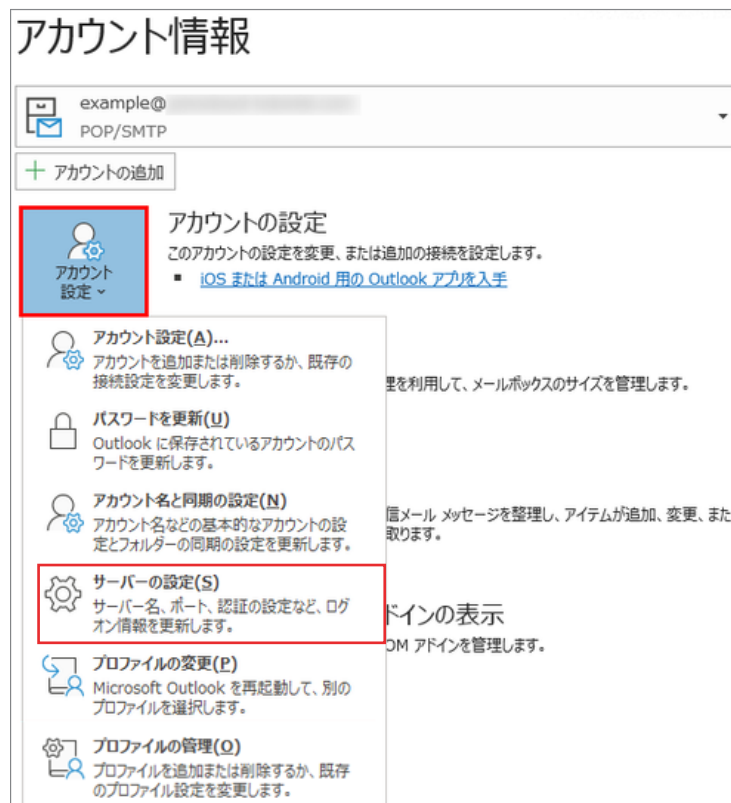 アカウント情報
example@
POP/SMTP
アカウントの追加
アカウント
設定
アカウントの設定
このアカウントの設定を変更、または追加の接続を設定します。
iOS または Android 用の Outlook アプリを入手
アカウント設定(A)...
アカウントを追加または削除するか、既存の
接続設定を変更します。
理を利用して、メールボックスのサイズを管理します。
パスワードを更新(U)
Outlook に保存されているアカウントのパス
ワードを更新します。
アカウント名と同期の設定(N)
アカウント名などの基本的なアカウントの設
定とフォルダーの同期の設定を更新します。
信メール メッセージを整理し、アイテムが追加、変更、また
取ります。
サーバーの設定(S)
サーバー名、ポート、認証の設定など、ログ
オン情報を更新します。
ドインの表示
OM アドインを管理します。
プロファイルの変更(P)
Microsoft Outlook を再起動して、別の
プロファイルを選択します。
プロファイルの管理(O)
プロファイルを追加または削除するか、既存
のプロファイル設定を変更します。